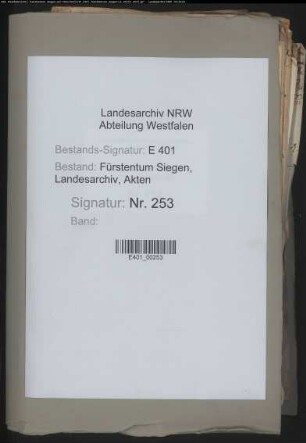 Landesarchiv NRW
Abteilung Westfalen
Bestands-Signatur: E 401
Bestand: Fürstentum Siegen,
Landesarchiv, Akten
Signatur: Nr. 253
Band:
E401_00253